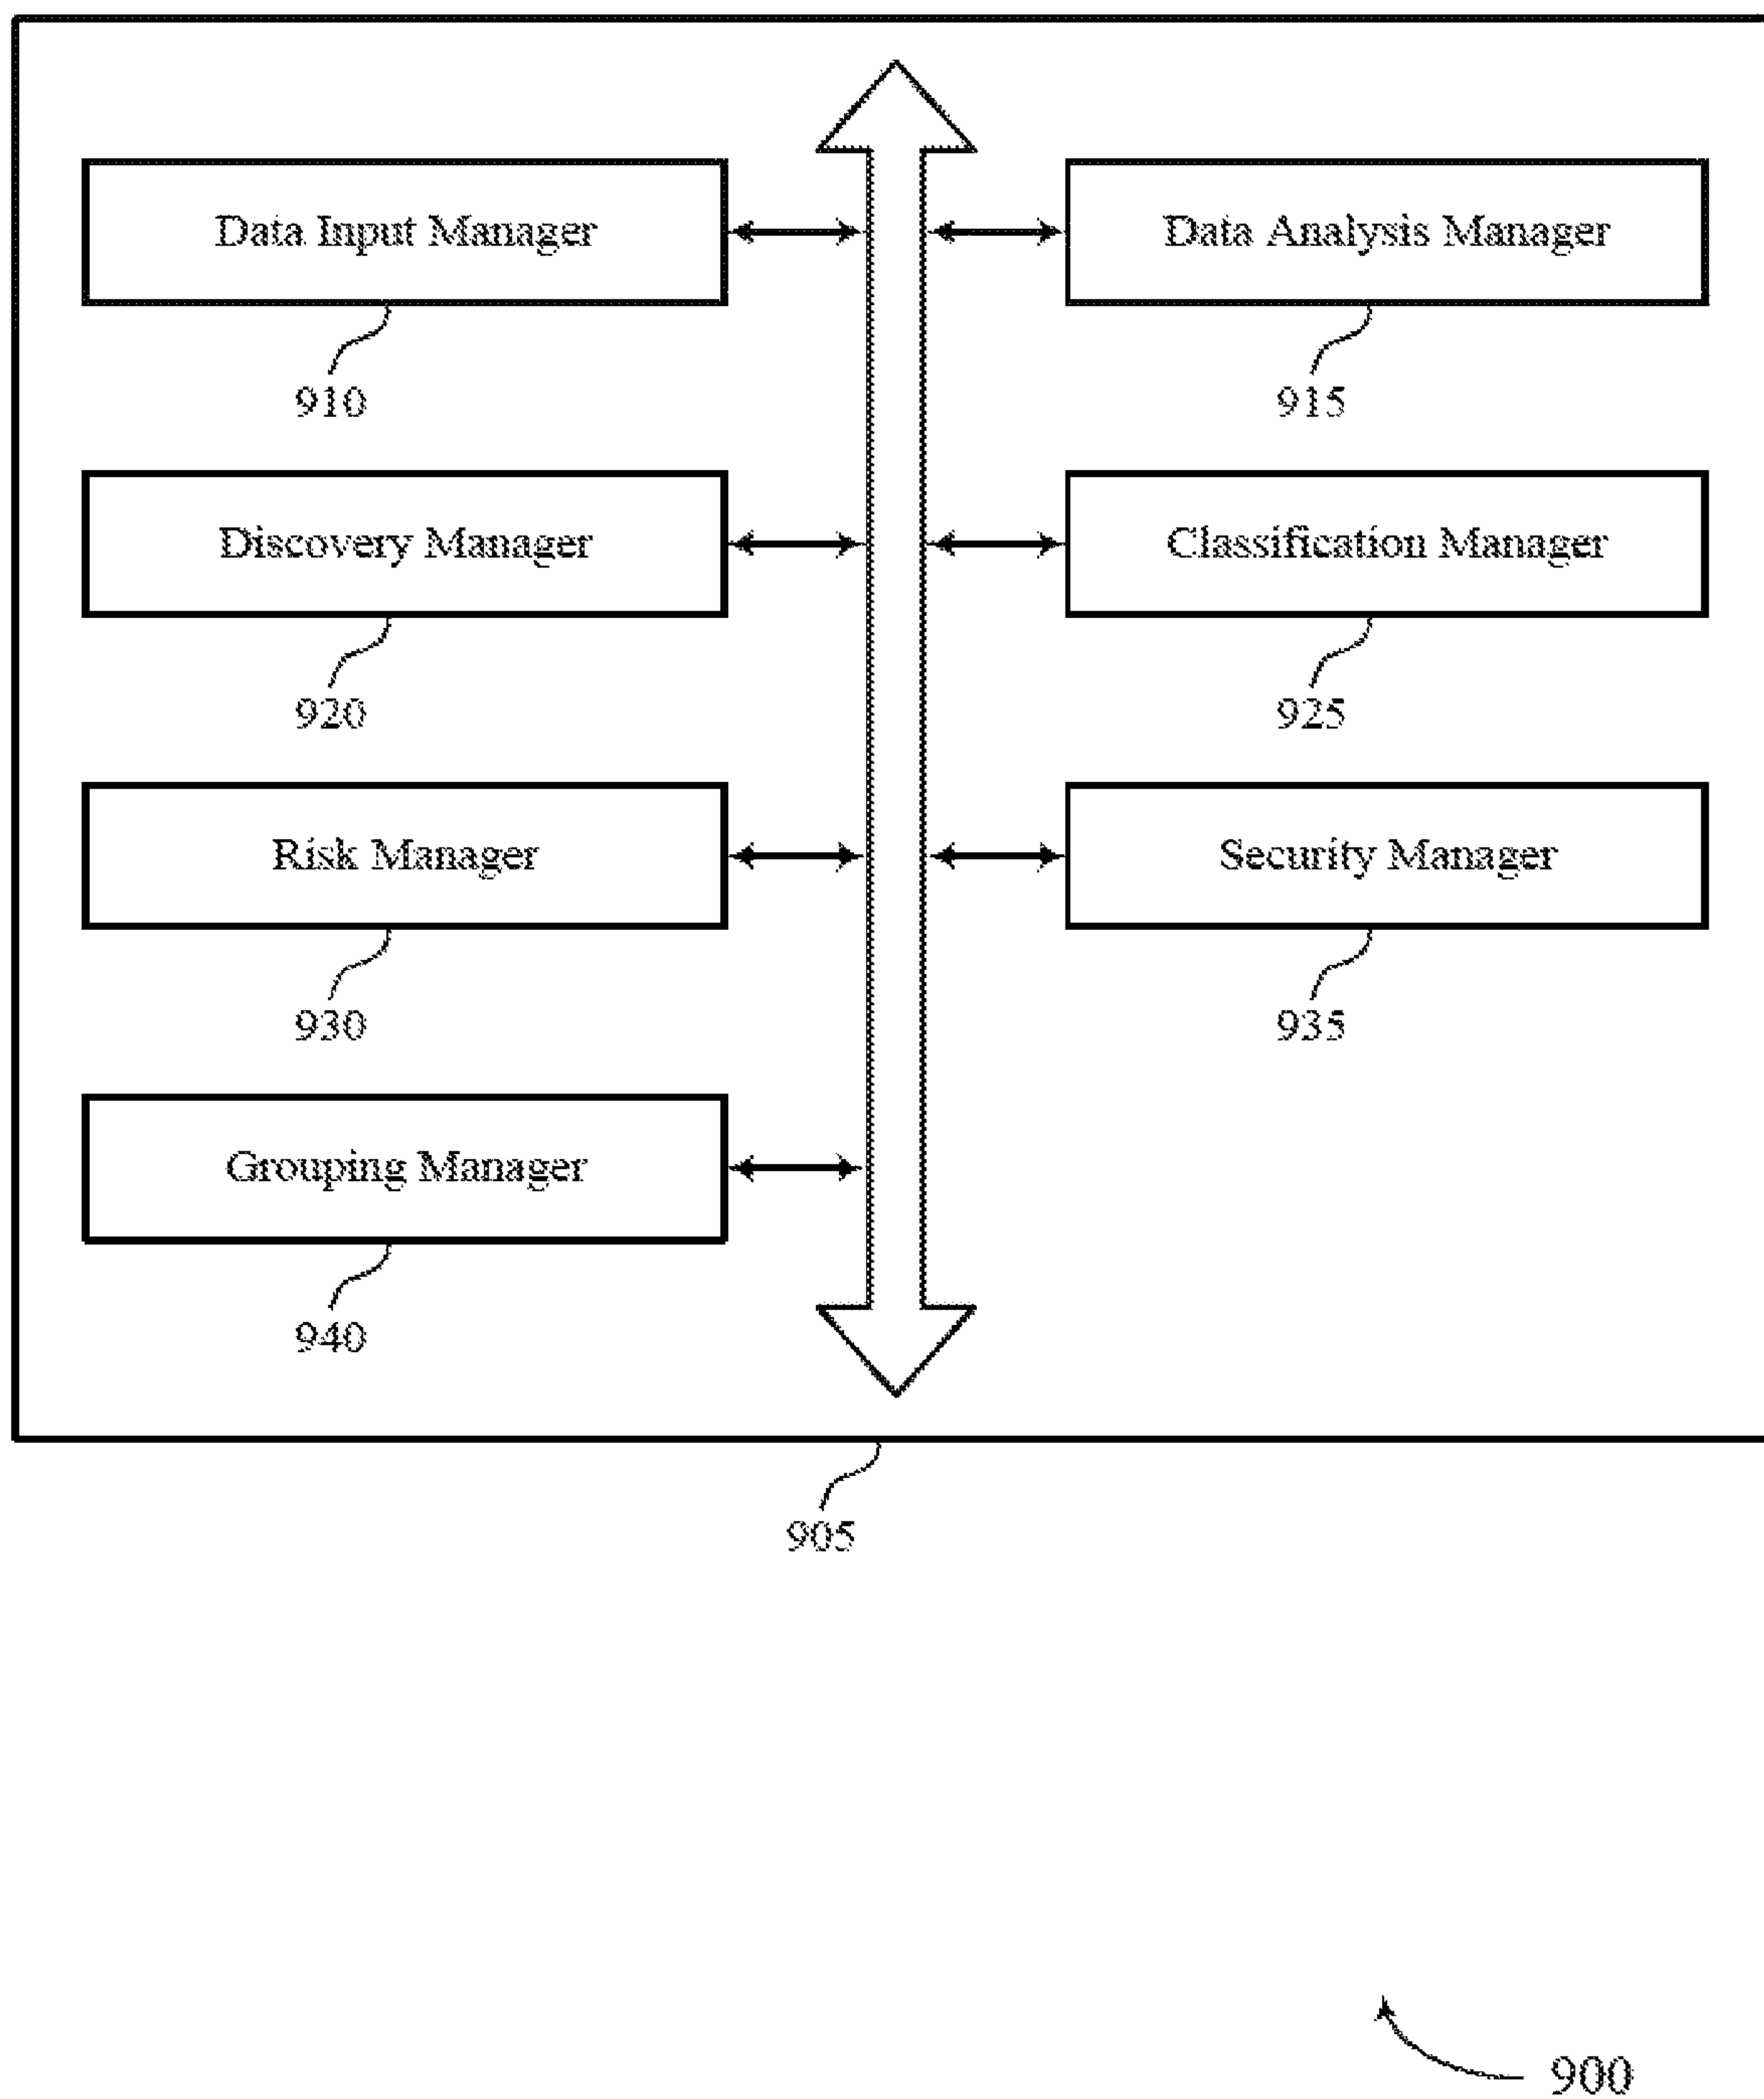 Data Input Manager
Data Analysis Manager
910
915
Discovery Manager
Classification Manager
920
925
Risk Manager
Security Manager
930
935
Grouping Manager
940
905
900